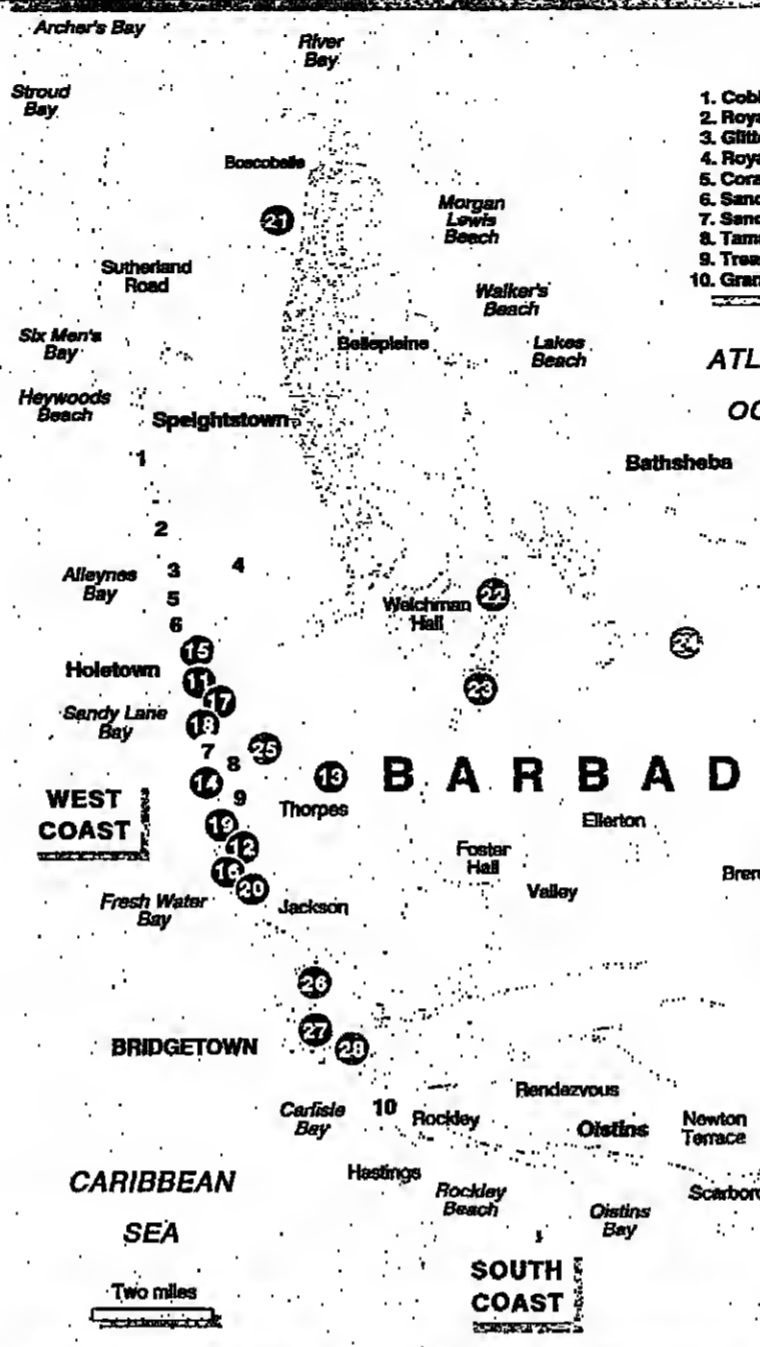 Archer's Bay
River
Bay
Stroud
Bay
1. Cobl
2. Roya
3. Glitt
4. Roya
5. Cora
6. Sand
7. Sand
8. Tama
9. Trea
10. Gran
Boscobelle
Morgan
Lewis
Beach
21
Sutherland
Road
Walker's
Beach
Six Men's
Bay
Belleplaine
Lakes
Beach
ATL
OC
Heywoods
Beach
Speightstown
1
Bathsheba
2
Alleynes
Bay
3
4
5
6
22
Welchman
Hall
24
15
Holetown
11
17
23
Sandy Lane
Bay
18
7
25
8
14
13
BARBAD
WEST
COAST
9
Thorpes
19
12
Ellerton
Foster
Hall
16
20
Valley
Bren
Fresh Water
Bay
Jackson
26
27
28
BRIDGETOWN
Rendezvous
Carlisle
Bay
10
Rockley
Oistins
Newton
Terrace
Hastings
Rockley
Beach
Scarboro
Oistins
Bay
CARIBBEAN
SEA
SOUTH
COAST
Two miles